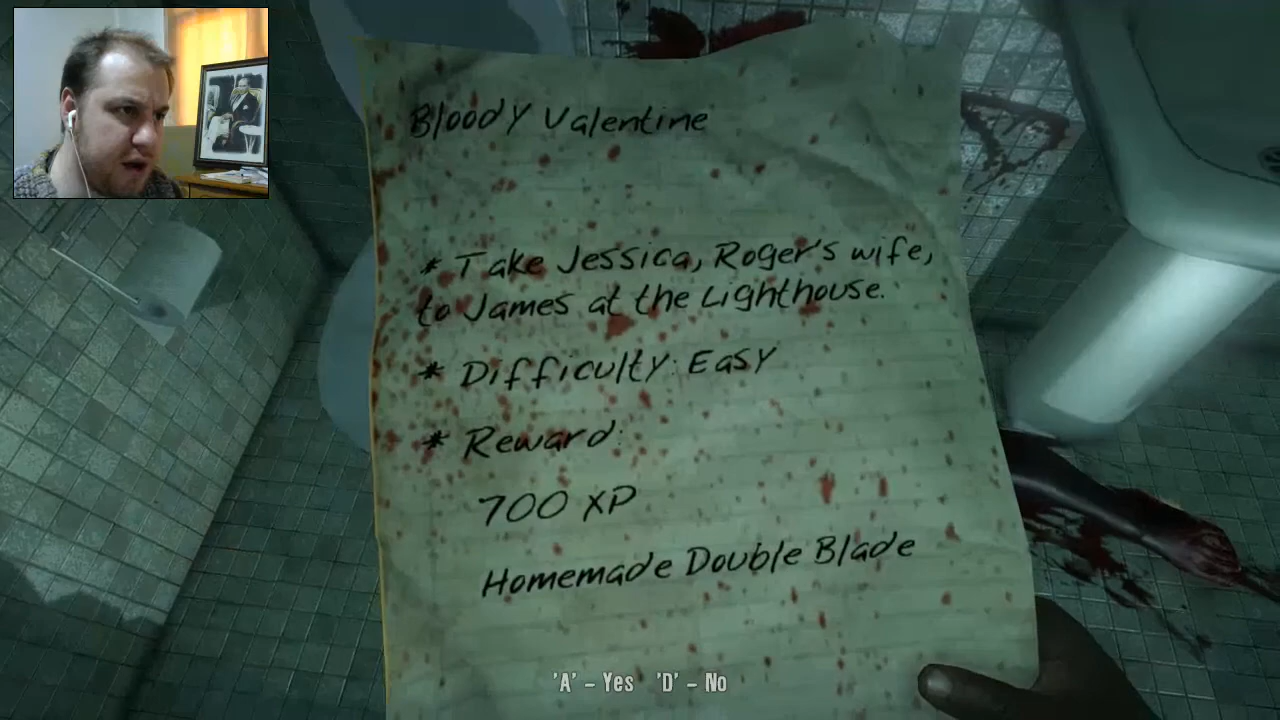 Bloody Valentine
* Take Jessica, Roger's wife,
to James at the Lighthouse.
* Difficulty: Easy
* Reward:
700 XP
Homemade Double Blade
'A' - Yes 'D' - No